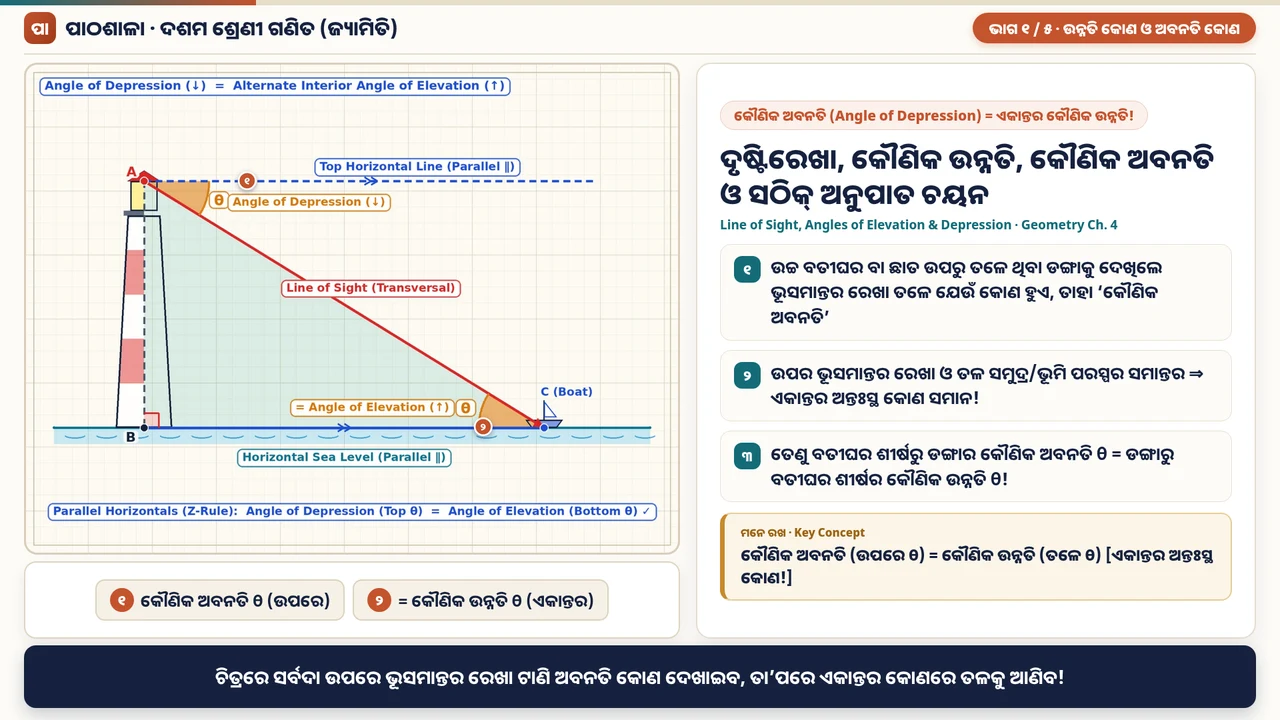 ପା ପାଠଶାଳା · ଦଶମ ଶ୍ରେଣୀ ଗଣିତ (ଜ୍ୟାମିତି)
ଭାଗ ୧ / ୫ · ଉନ୍ନତି କୋଣ ଓ ଅବନତି କୋଣ
Angle of Depression (↓) = Alternate Interior Angle of Elevation (↑)
Top Horizontal Line (Parallel ∥)
A
୧
θ Angle of Depression (↓)
Line of Sight (Transversal)
C (Boat)
= Angle of Elevation (↑) θ
୨
B
Horizontal Sea Level (Parallel ∥)
Parallel Horizontals (Z-Rule): Angle of Depression (Top θ) = Angle of Elevation (Bottom θ) ✓
୧ କୌଣିକ ଅବନତି θ (ଉପରେ)
୨ = କୌଣିକ ଉନ୍ନତି θ (ଏକାନ୍ତର)
କୌଣିକ ଅବନତି (Angle of Depression) = ଏକାନ୍ତର କୌଣିକ ଉନ୍ନତି!
ଦୃଷ୍ଟିରେଖା, କୌଣିକ ଉନ୍ନତି, କୌଣିକ ଅବନତି
ଓ ସଠିକ୍ ଅନୁପାତ ଚୟନ
Line of Sight, Angles of Elevation & Depression · Geometry Ch. 4
୧ ଉଚ୍ଚ ବତୀଘର ବା ଛାତ ଉପରୁ ତଳେ ଥିବା ଡଙ୍ଗାକୁ ଦେଖିଲେ
ଭୂସମାନ୍ତର ରେଖା ତଳେ ଯେଉଁ କୋଣ ହୁଏ, ତାହା ‘କୌଣିକ
ଅବନତି’
୨ ଉପର ଭୂସମାନ୍ତର ରେଖା ଓ ତଳ ସମୁଦ୍ର/ଭୂମି ପରସ୍ପର ସମାନ୍ତର ⇒
ଏକାନ୍ତର ଅନ୍ତଃସ୍ଥ କୋଣ ସମାନ!
୩ ତେଣୁ ବତୀଘର ଶୀର୍ଷରୁ ଡଙ୍ଗାର କୌଣିକ ଅବନତି θ = ଡଙ୍ଗାରୁ
ବତୀଘର ଶୀର୍ଷର କୌଣିକ ଉନ୍ନତି θ!
ମନେ ରଖ · Key Concept
କୌଣିକ ଅବନତି (ଉପରେ θ) = କୌଣିକ ଉନ୍ନତି (ତଳେ θ) [ଏକାନ୍ତର ଅନ୍ତଃସ୍ଥ
କୋଣ!]
ଚିତ୍ରରେ ସର୍ବଦା ଉପରେ ଭୂସମାନ୍ତର ରେଖା ଟାଣି ଅବନତି କୋଣ ଦେଖାଇବ, ତା’ପରେ ଏକାନ୍ତର କୋଣରେ ତଳକୁ ଆଣିବ!